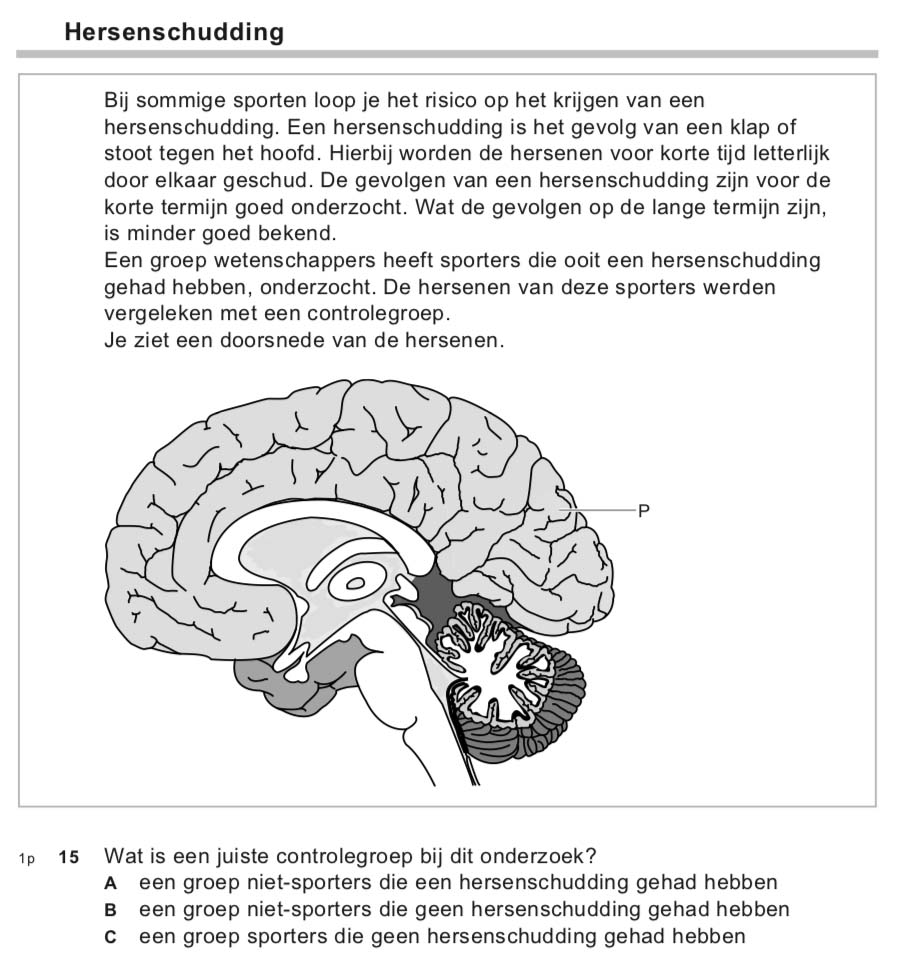 Hersenschudding
Bij sommige sporten loop je het risico op het krijgen van een
hersenschudding. Een hersenschudding is het gevolg van een klap of
stoot tegen het hoofd. Hierbij worden de hersenen voor korte tijd letterlijk
door elkaar geschud. De gevolgen van een hersenschudding zijn voor de
korte termijn goed onderzocht. Wat de gevolgen op de lange termijn zijn,
is minder goed bekend.
Een groep wetenschappers heeft sporters die ooit een hersenschudding
gehad hebben, onderzocht. De hersenen van deze sporters werden
vergeleken met een controlegroep.
Je ziet een doorsnede van de hersenen.
P
1p 15 Wat is een juiste controlegroep bij dit onderzoek?
A een groep niet-sporters die een hersenschudding gehad hebben
B een groep niet-sporters die geen hersenschudding gehad hebben
C een groep sporters die geen hersenschudding gehad hebben